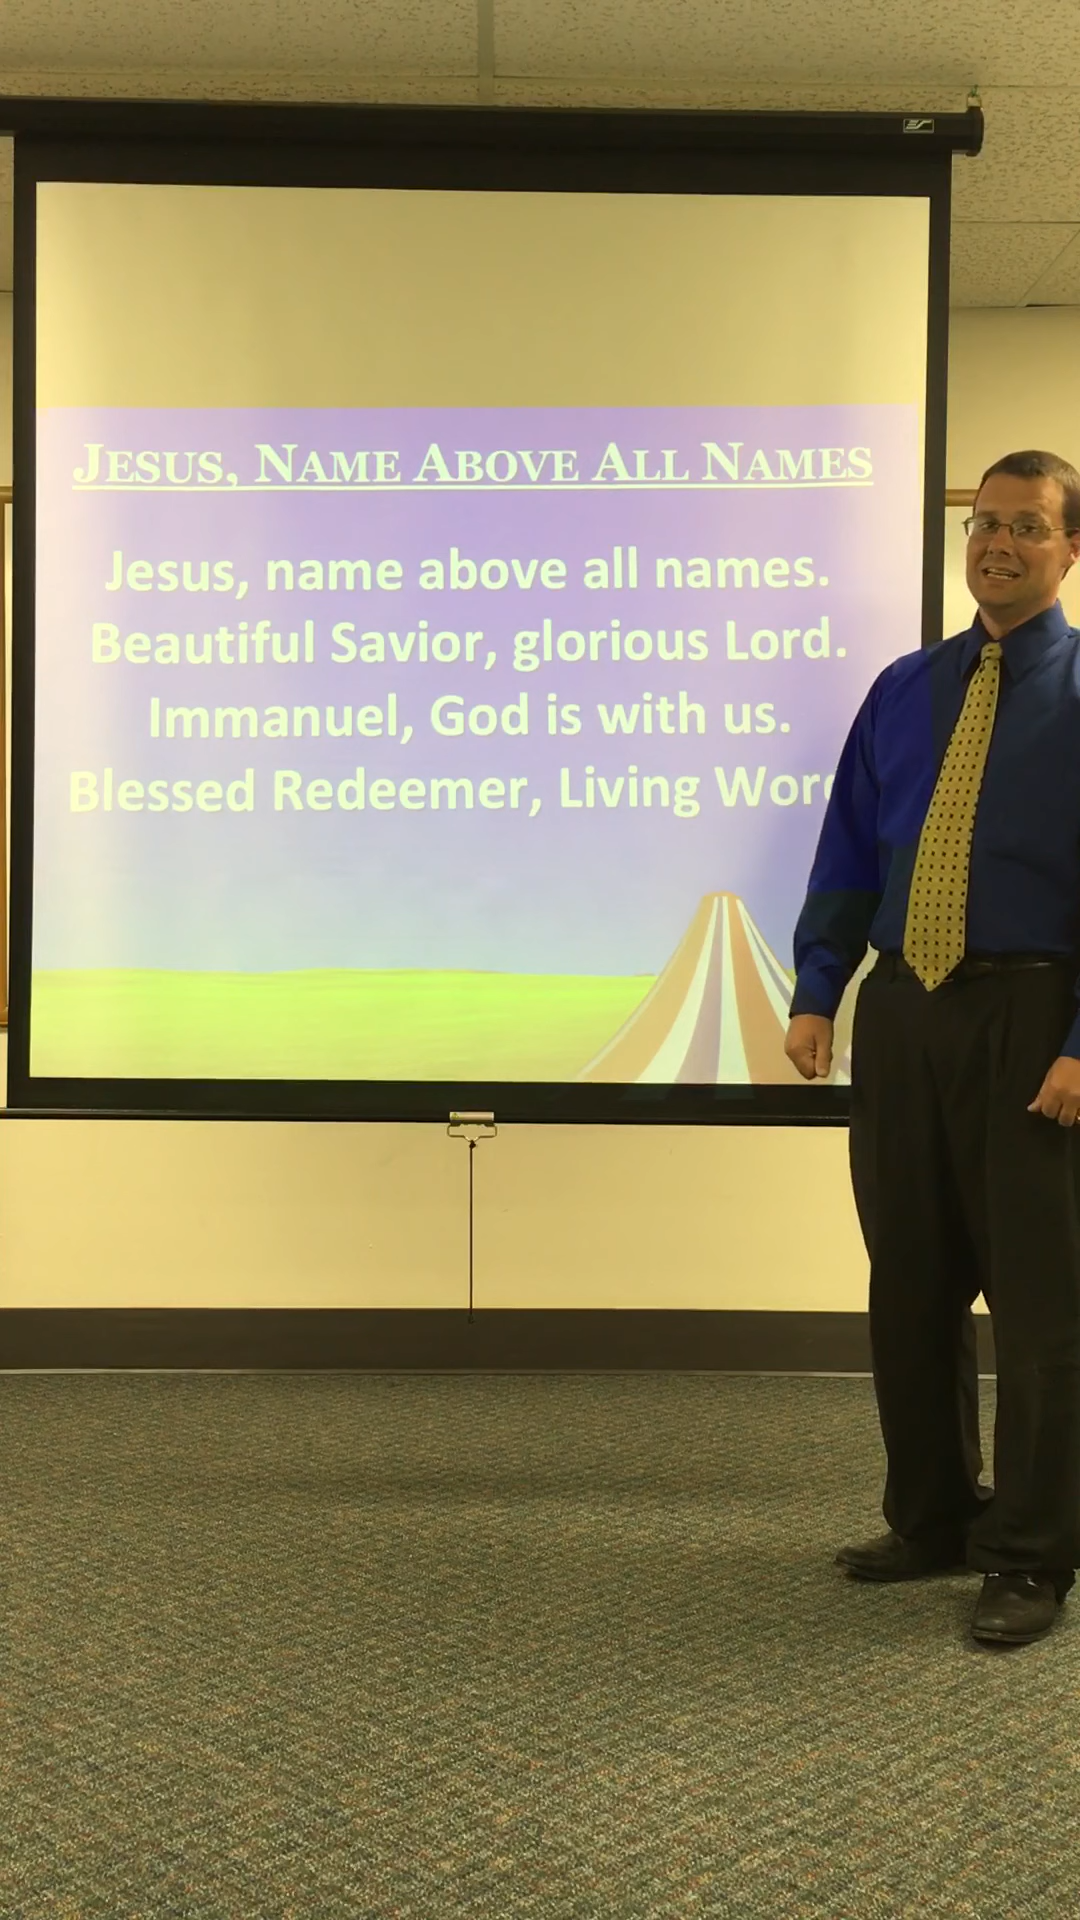 JESUS, NAME ABOVE ALL NAMES
Jesus, name above all names.
Beautiful Savior, glorious Lord.
Immanuel, God is with us.
Blessed Redeemer, Living